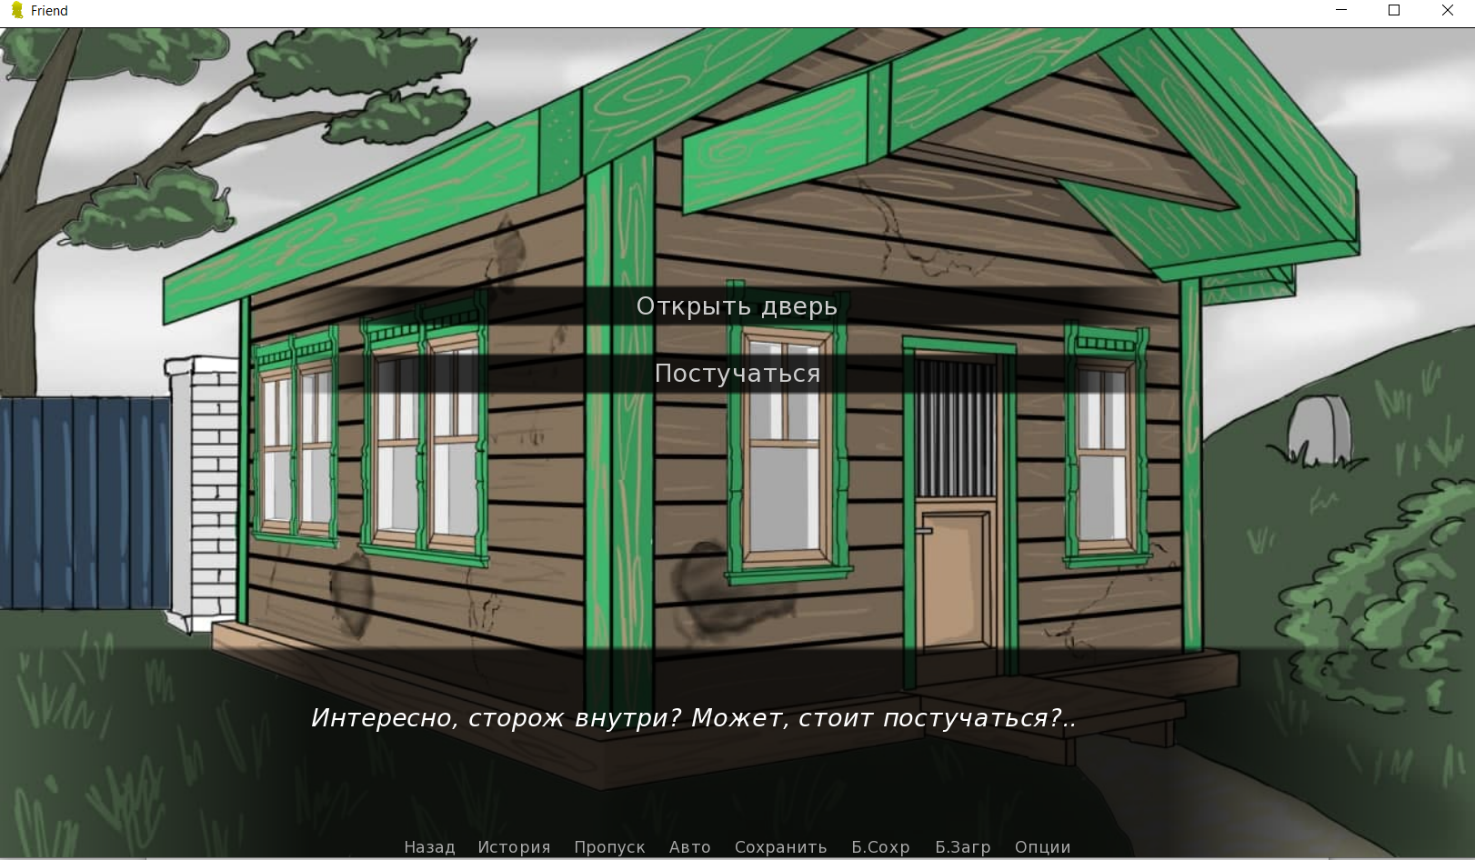 Friend
Открыть дверь
Постучаться
Интересно, сторож внутри? Может, стоит постучаться?..
Назад История Пропуск Авто Сохранить Б.Сохр Б.Загр Опции